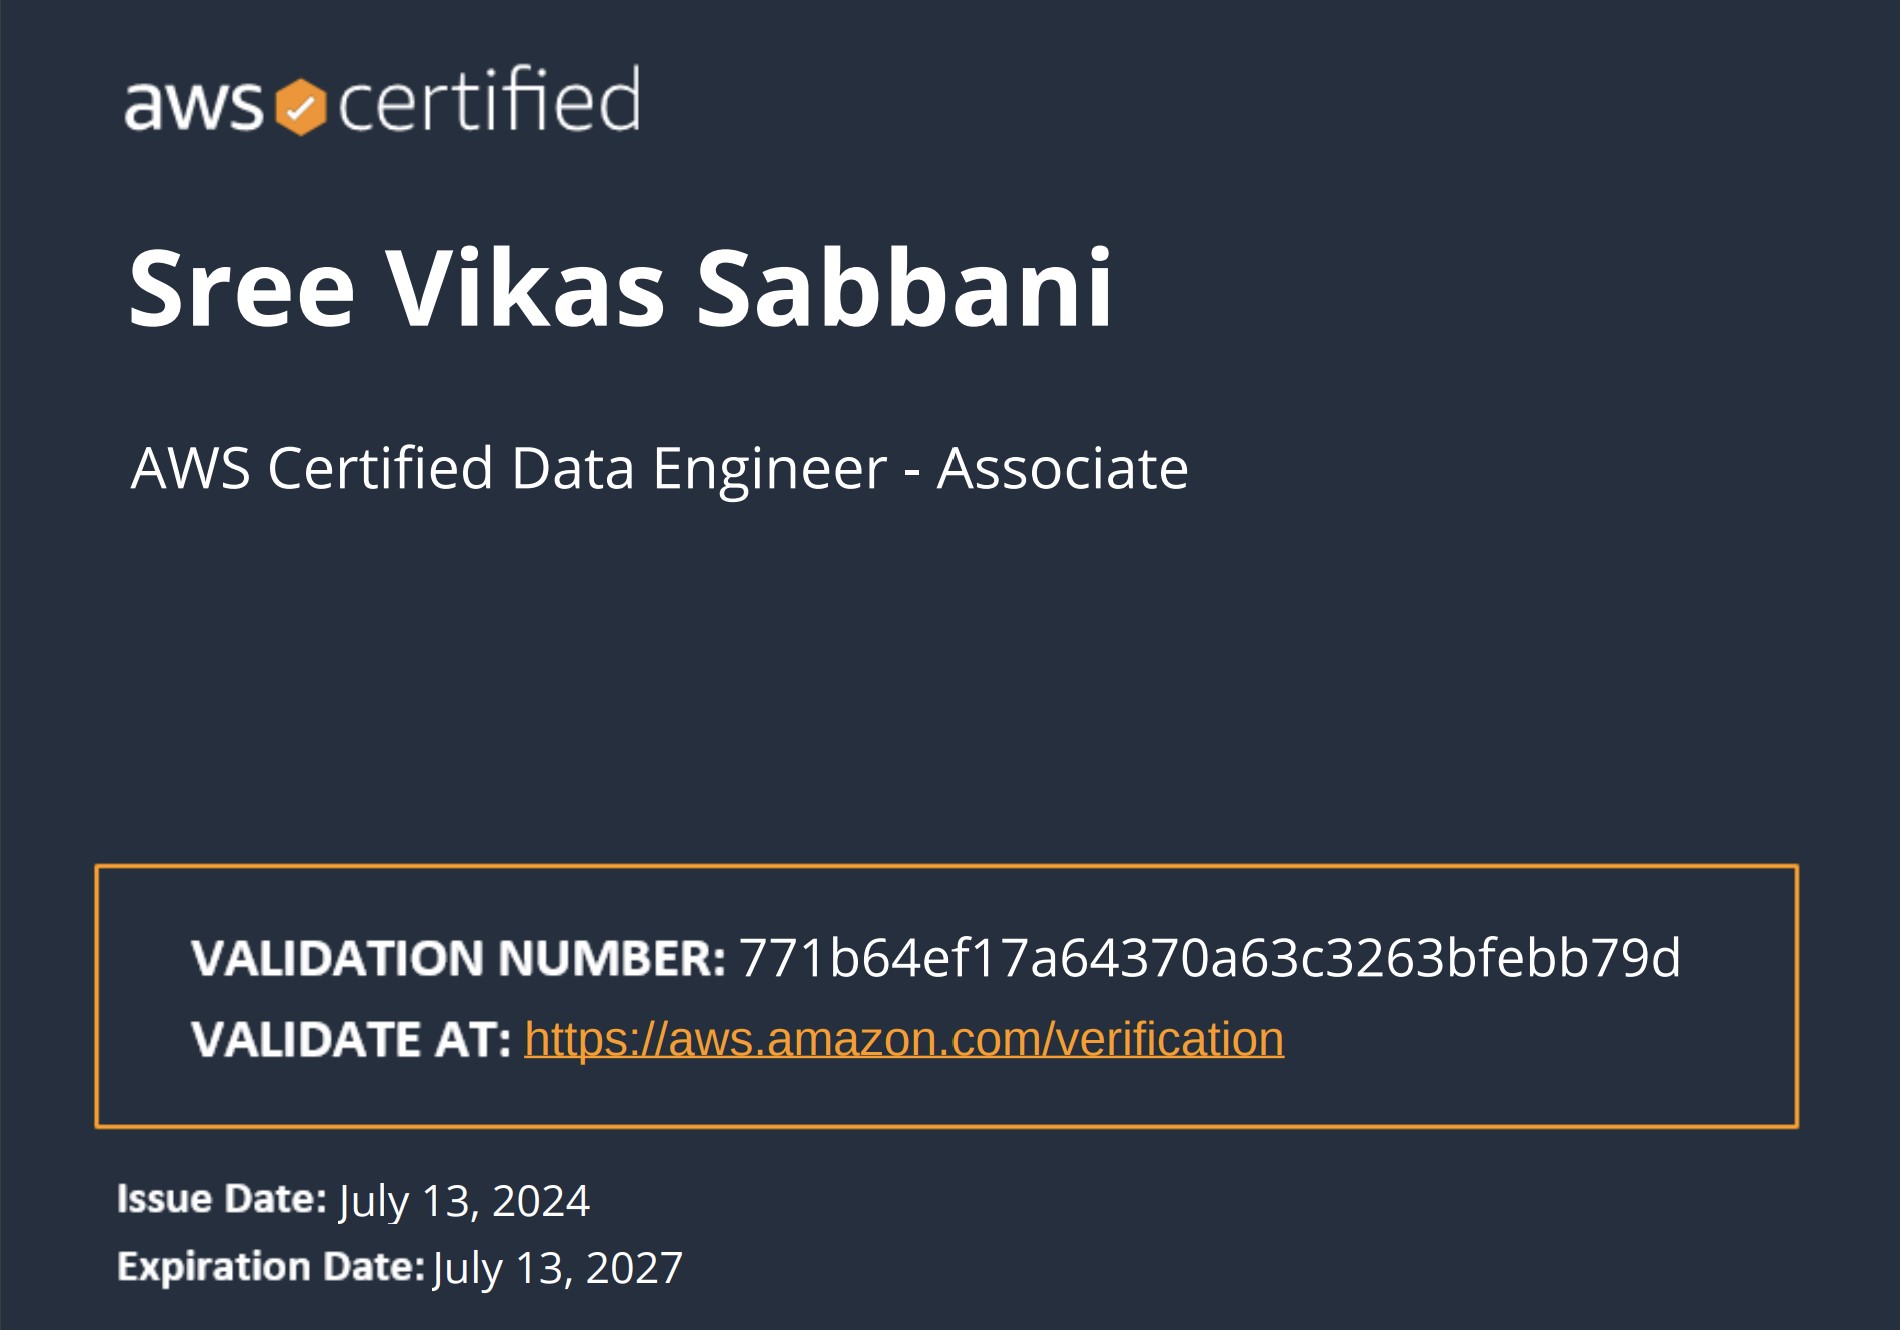 aws certified
Sree Vikas Sabbani
AWS Certified Data Engineer - Associate
VALIDATION NUMBER: 771b64ef17a64370a63c3263bfebb79d
VALIDATE AT: https://aws.amazon.com/verification
Issue Date: July 13, 2024
Expiration Date: July 13, 2027